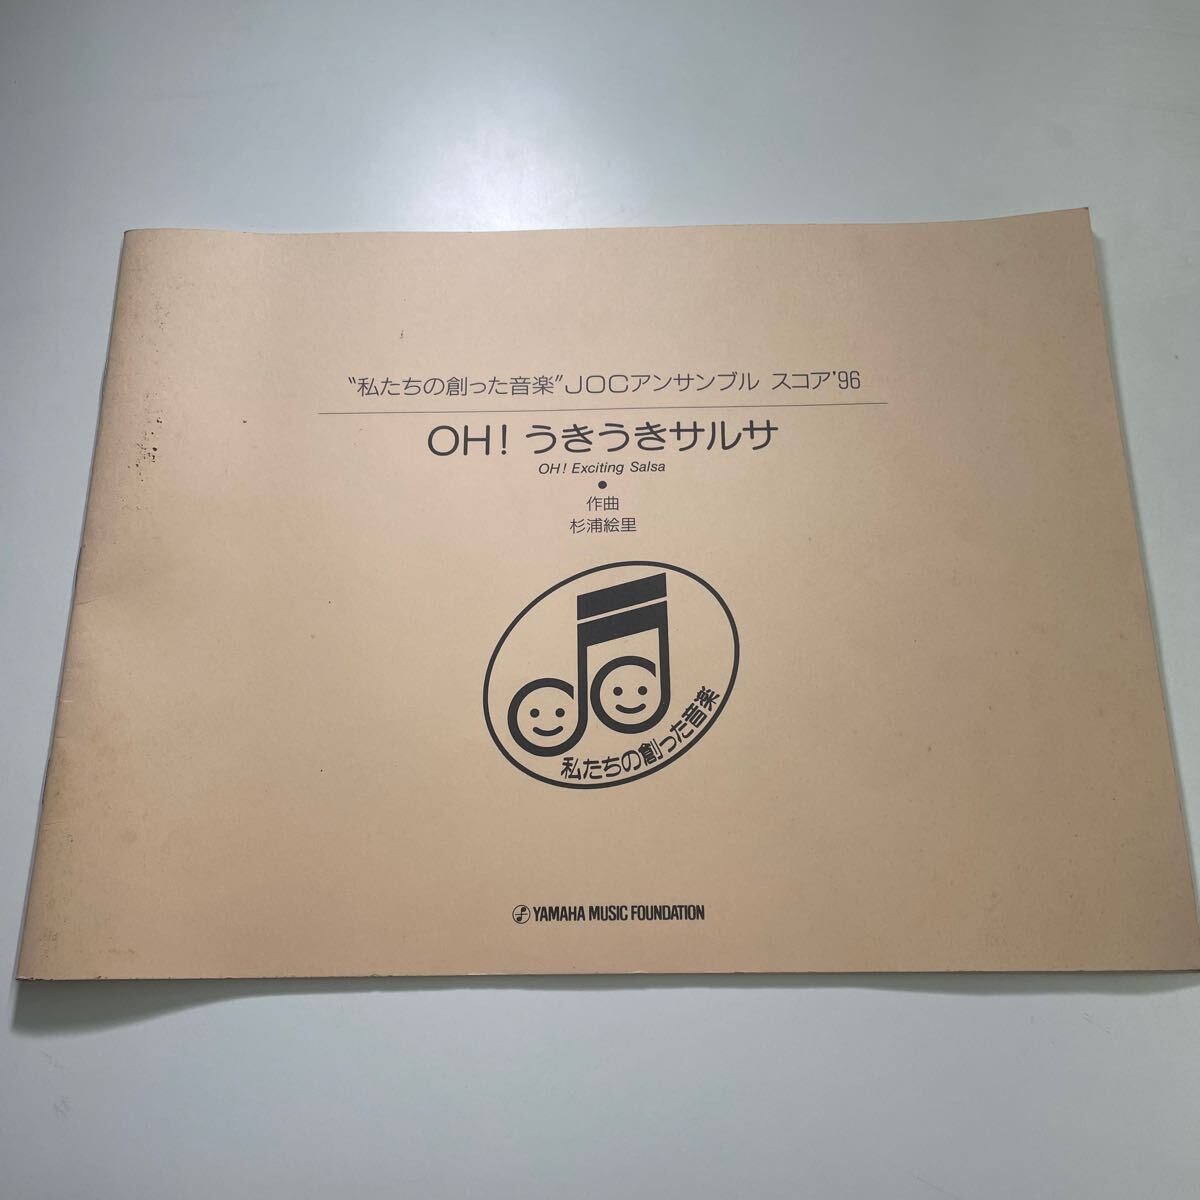 “私たちの創った音楽”JOCアンサンブル スコア'96
OH! うきうきサルサ
OH! Exciting Salsa
●
作曲
杉浦絵里
私たちの創った音楽
YAMAHA MUSIC FOUNDATION